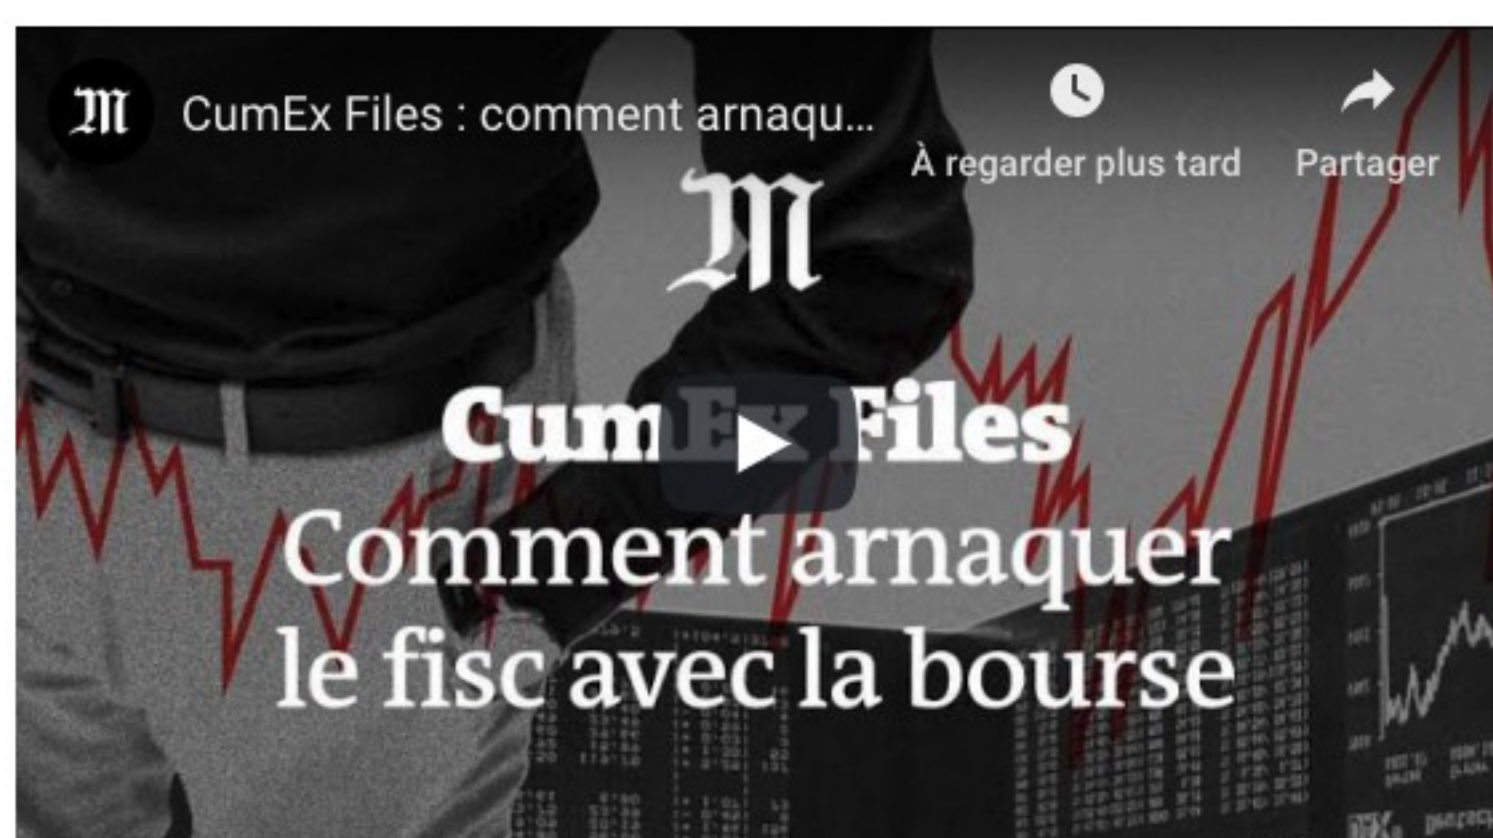 M
CumEx Files : comment arnaqu...
À regarder plus tard
Partager
M
CumEx Files
Comment arnaquer
le fisc avec la bourse